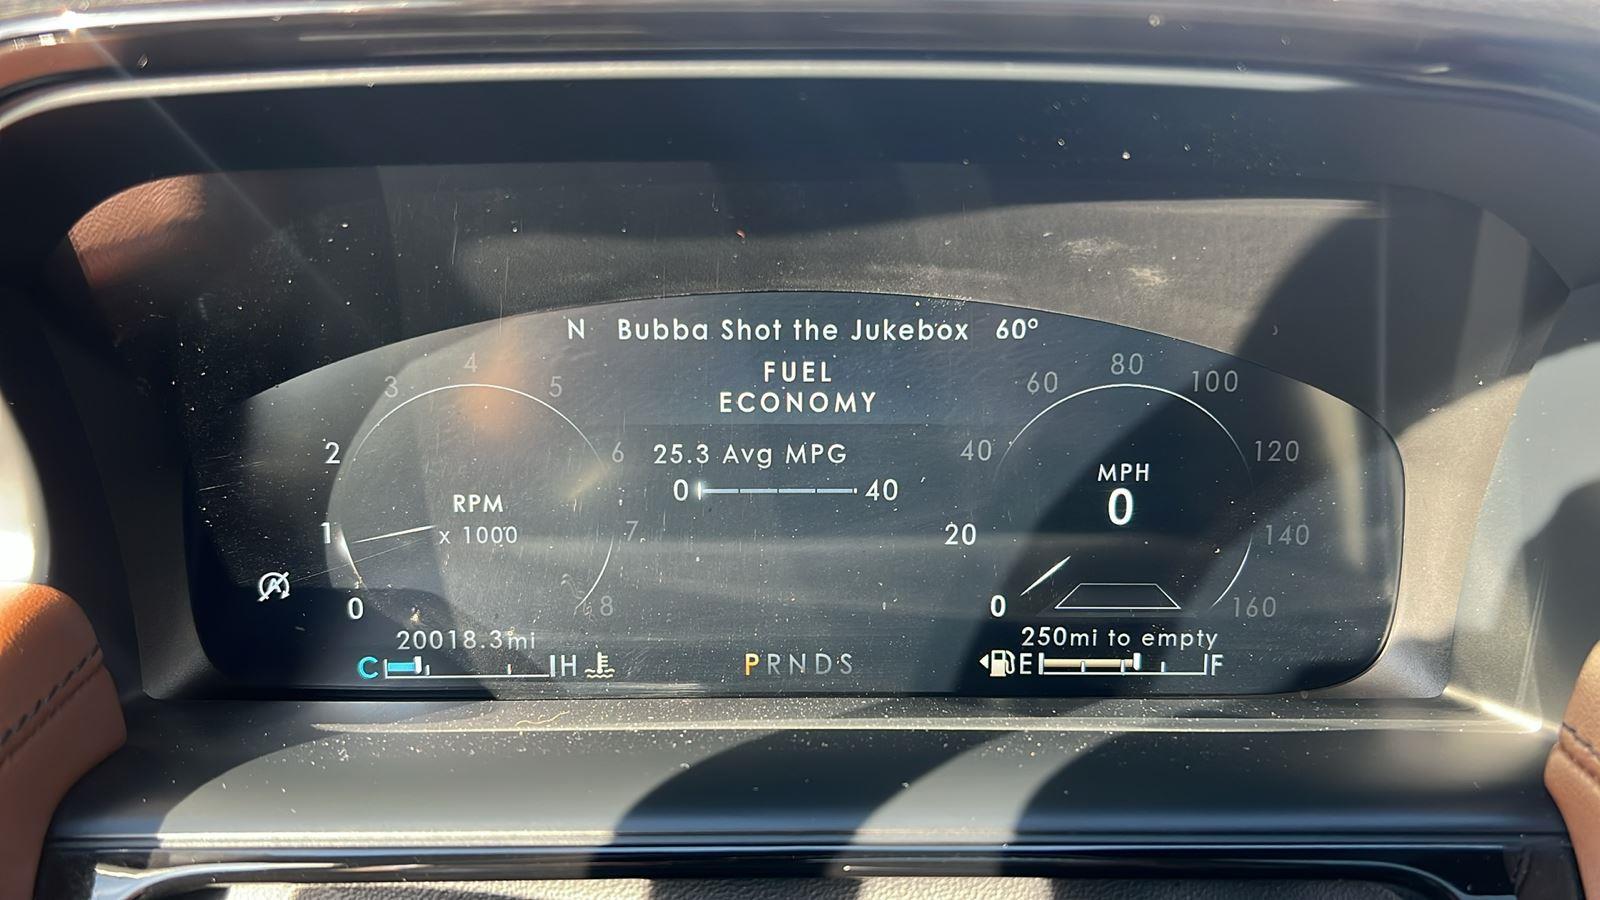 N Bubba Shot the Jukebox 60°
FUEL
ECONOMY
25.3 Avg MPG
0 40
0 1 2 3 4 5 6 7 8
RPM
x 1000
0 20 40 60 80 100 120 140 160
MPH
0
20018.3mi
C H
PRNDS
250mi to empty
E F